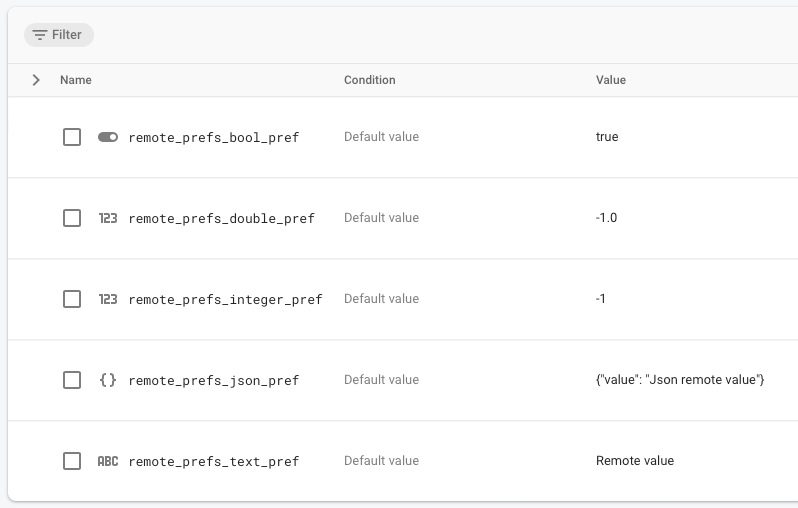 Filter
Name Condition Value
remote_prefs_bool_pref Default value true
123 remote_prefs_double_pref Default value -1.0
123 remote_prefs_integer_pref Default value -1
{} remote_prefs_json_pref Default value {"value": "Json remote value"}
ABC remote_prefs_text_pref Default value Remote value